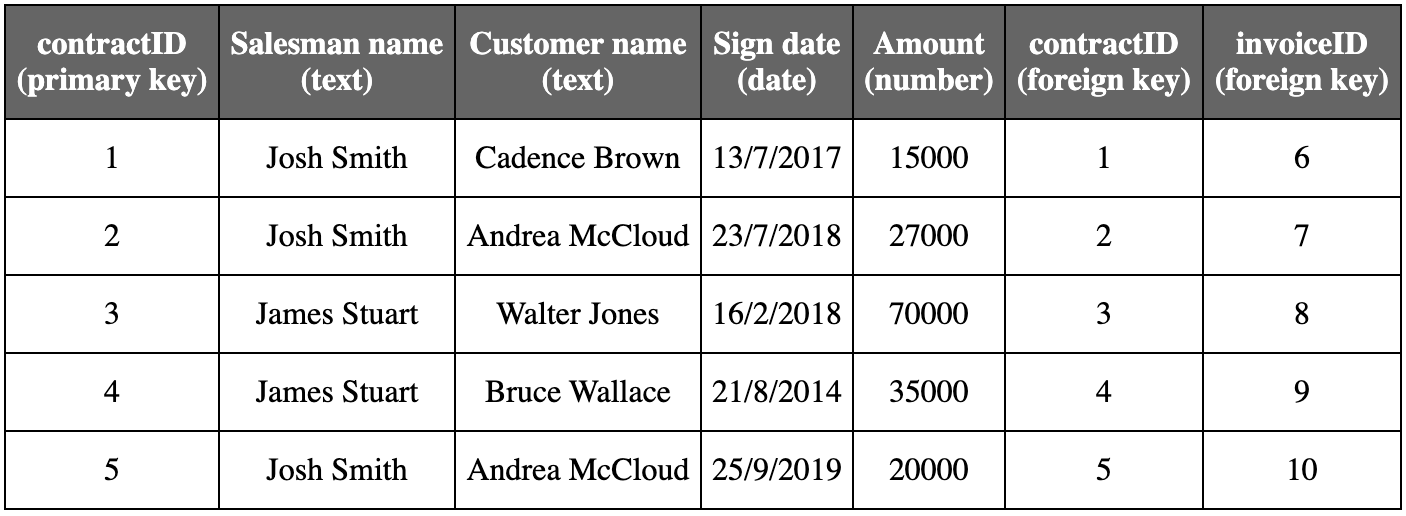 contractID (primary key) Salesman name (text) Customer name (text) Sign date (date) Amount (number) contractID (foreign key) invoiceID (foreign key)
1 Josh Smith Cadence Brown 13/7/2017 15000 1 6
2 Josh Smith Andrea McCloud 23/7/2018 27000 2 7
3 James Stuart Walter Jones 16/2/2018 70000 3 8
4 James Stuart Bruce Wallace 21/8/2014 35000 4 9
5 Josh Smith Andrea McCloud 25/9/2019 20000 5 10